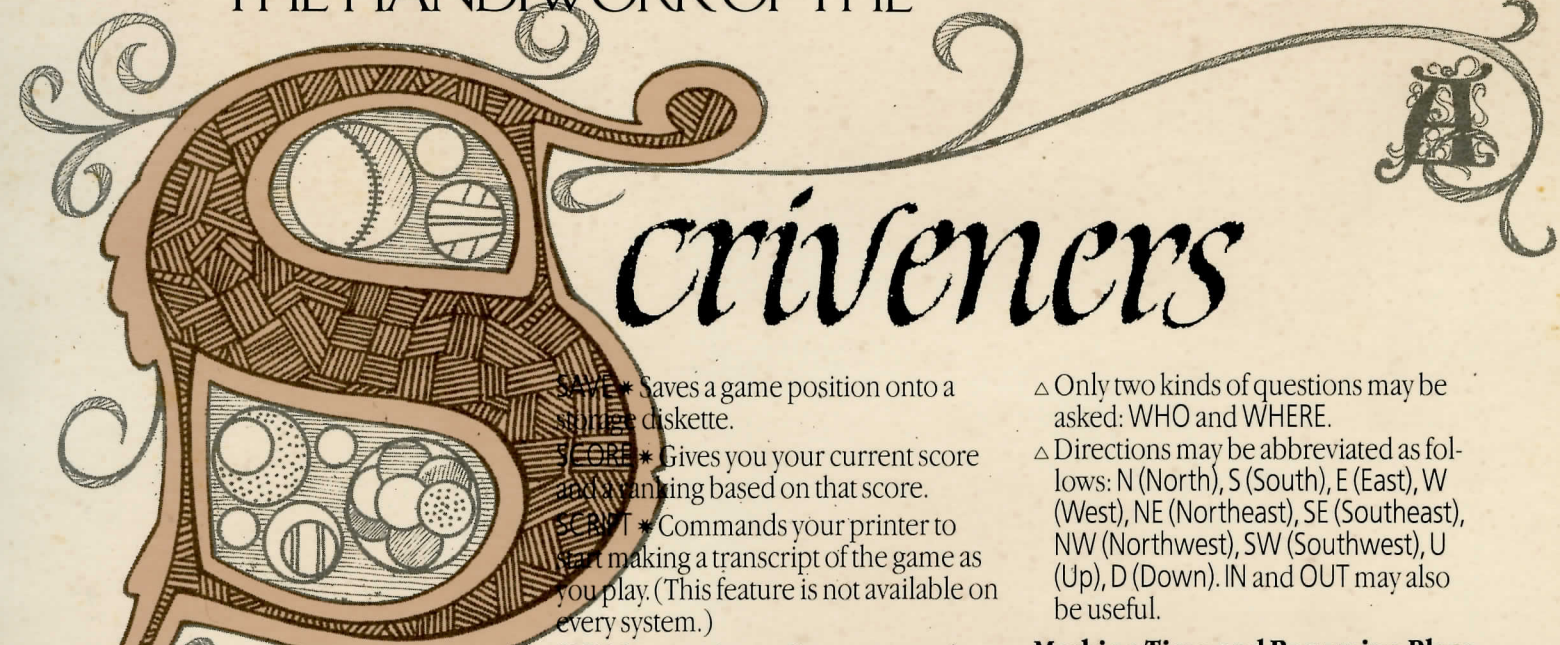 THE HANDIWORK OF THE
Scriveners
A
SAVE * Saves a game position onto a
storage diskette.
SCORE * Gives you your current score
and a ranking based on that score.
SCRIPT * Commands your printer to
start making a transcript of the game as
you play. (This feature is not available on
every system.)
△ Only two kinds of questions may be
asked: WHO and WHERE.
△ Directions may be abbreviated as fol-
lows: N (North), S (South), E (East), W
(West), NE (Northeast), SE (Southeast),
NW (Northwest), SW (Southwest), U
(Up), D (Down). IN and OUT may also
be useful.